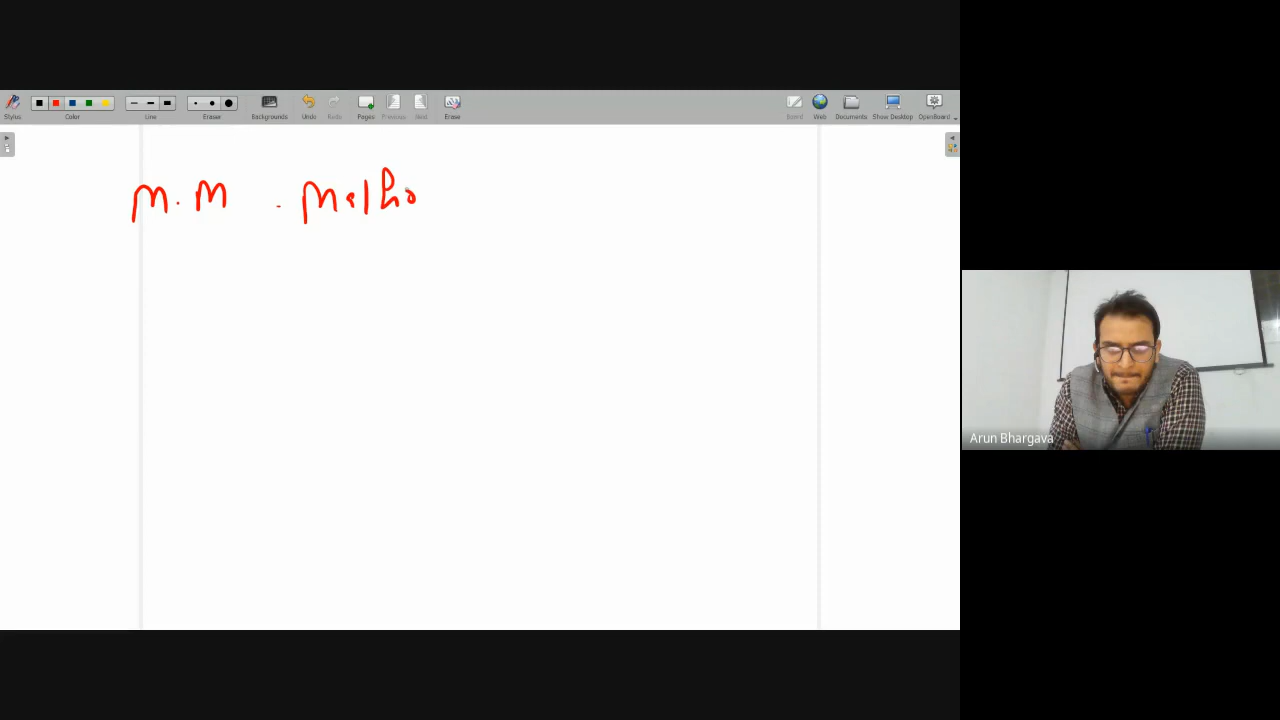 Stylus
Color
Line
Eraser
Backgrounds
Undo
Redo
Pages
Previous
Next
Erase
Board
Web
Documents
Show Desktop
OpenBoard
M.M . Malho
Arun Bhargava